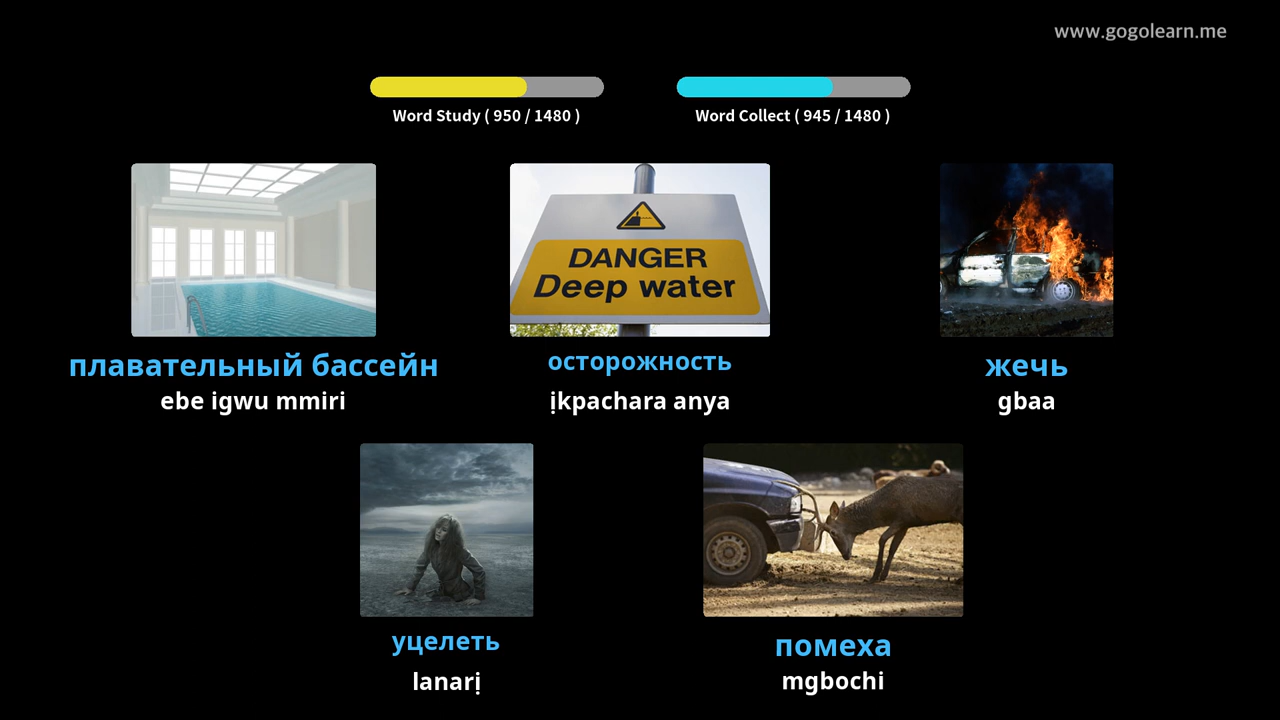 www.gogolearn.me
Word Study ( 950 / 1480 )
Word Collect ( 945 / 1480 )
DANGER
Deep water
плавательный бассейн
ebe igwu mmiri
осторожность
ịkpachara anya
жечь
gbaa
уцелеть
lanarị
помеха
mgbochi